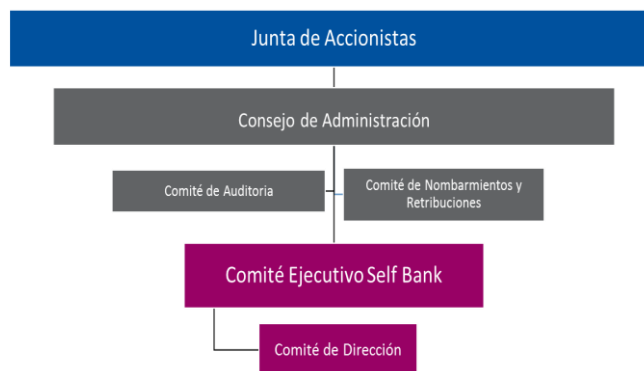 Junta de Accionistas
Consejo de Administración
Comité de Auditoria
Comité de Nombarmientos y
Retribuciones
Comité Ejecutivo Self Bank
Comité de Dirección